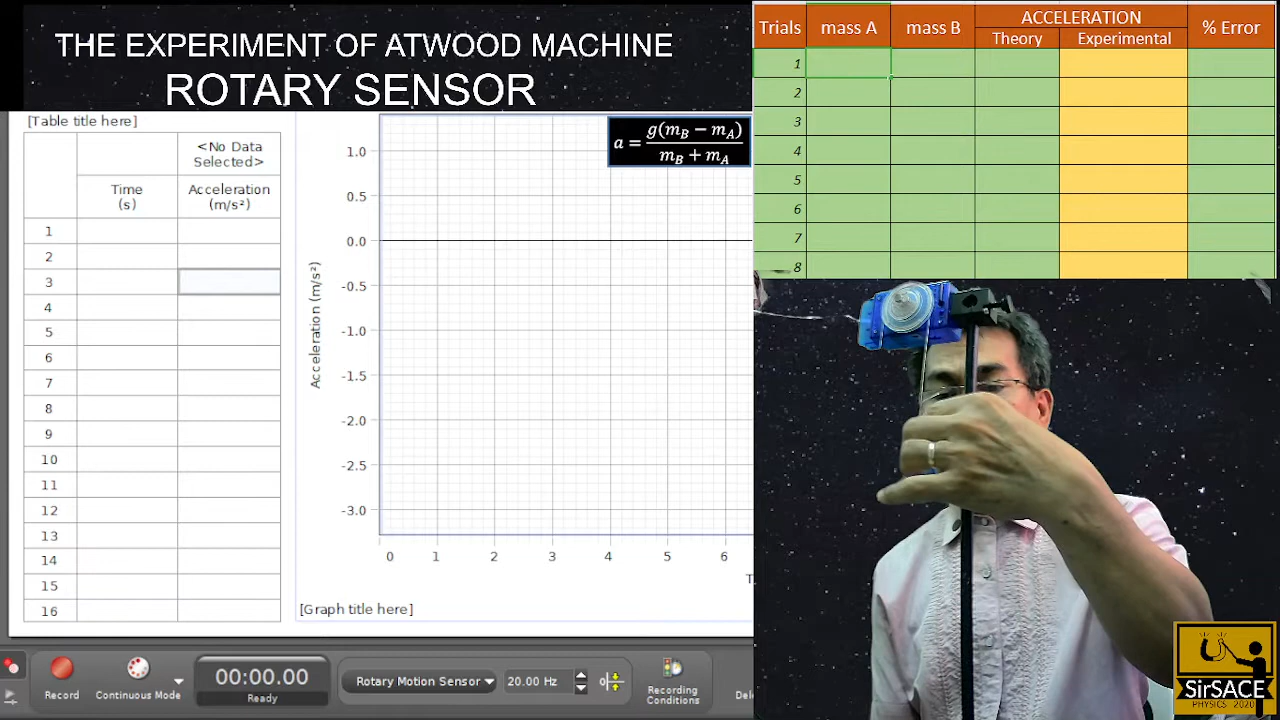 THE EXPERIMENT OF ATWOOD MACHINE
ROTARY SENSOR
[Table title here]
<No Data
Selected>
Time
(s)
Acceleration
(m/s²)
1
2
3
4
5
6
7
8
9
10
11
12
13
14
15
16
a = g(m_B − m_A)
m_B + m_A
Acceleration (m/s²)
1.0
0.5
0.0
-0.5
-1.0
-1.5
-2.0
-2.5
-3.0
0 1 2 3 4 5 6
[Graph title here]
Record
Continuous Mode
00:00.00
Ready
Rotary Motion Sensor
20.00 Hz
Recording
Conditions
Trials mass A mass B ACCELERATION % Error
Theory Experimental
1
2
3
4
5
6
7
8
SirSACE
PHYSICS 2020